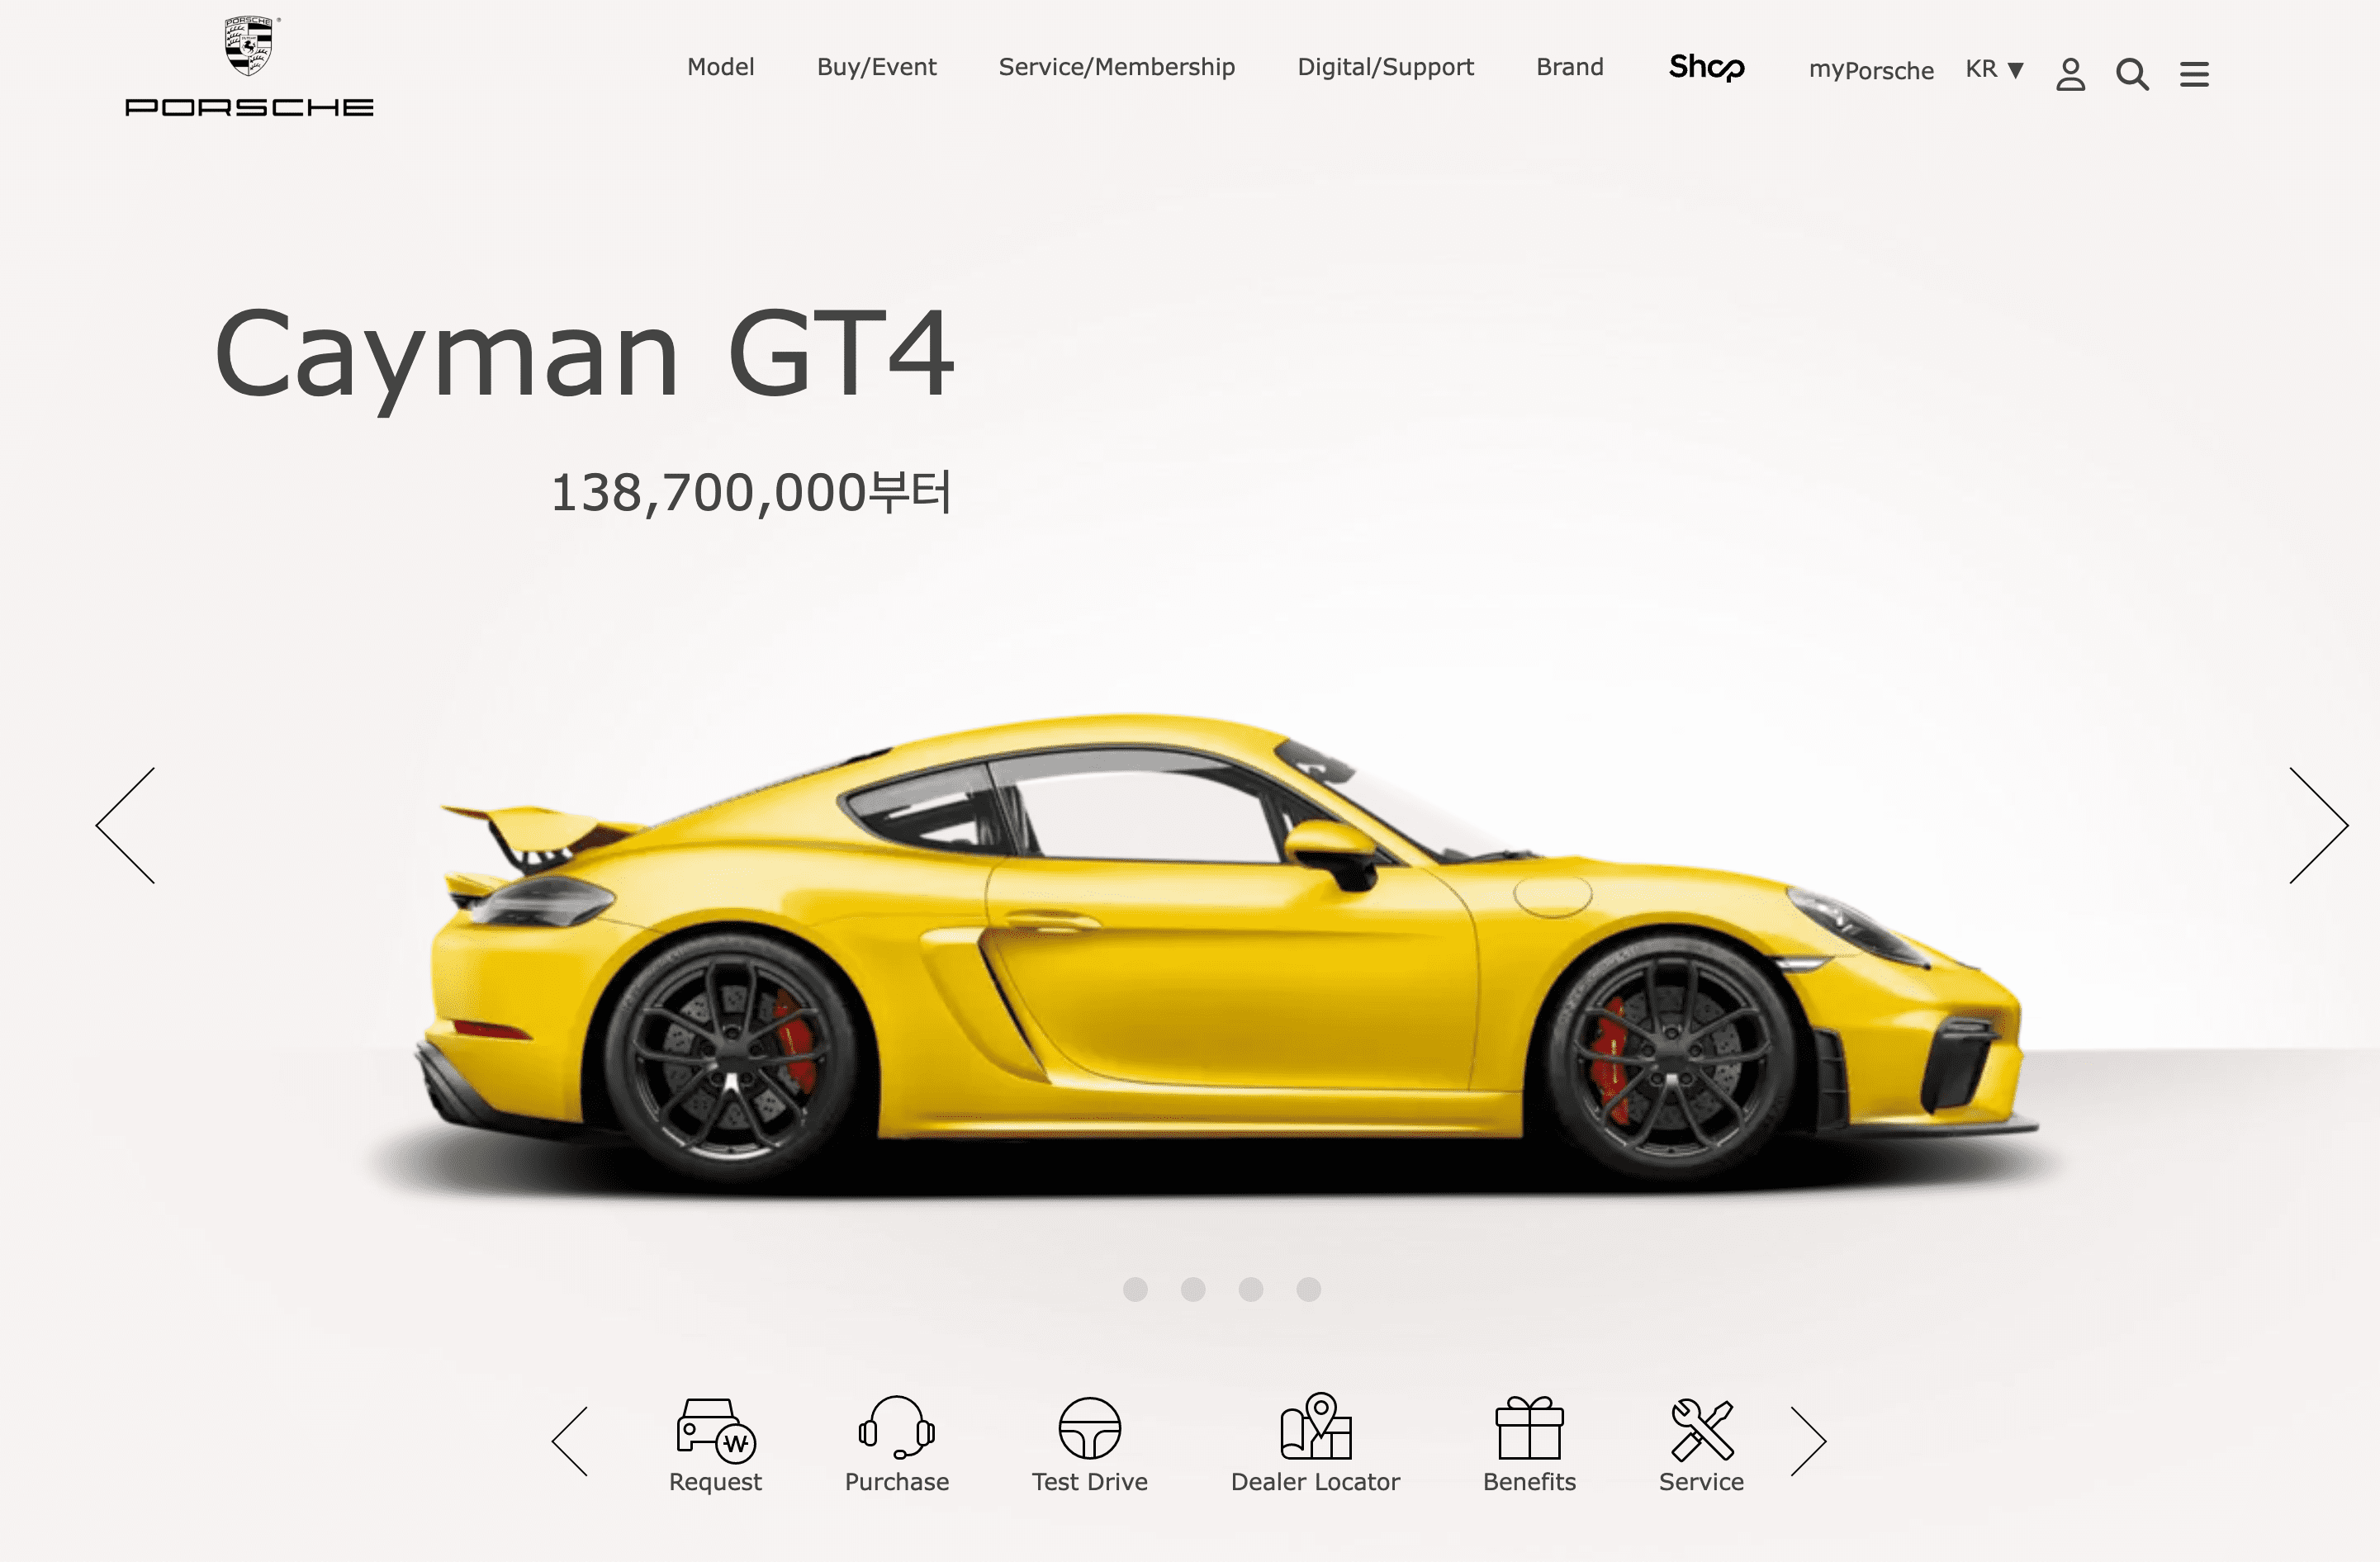 PORSCHE
PORSCHE
Model
Buy/Event
Service/Membership
Digital/Support
Brand
Shop
myPorsche
KR ▼
Cayman GT4
138,700,000부터
Request
Purchase
Test Drive
Dealer Locator
Benefits
Service